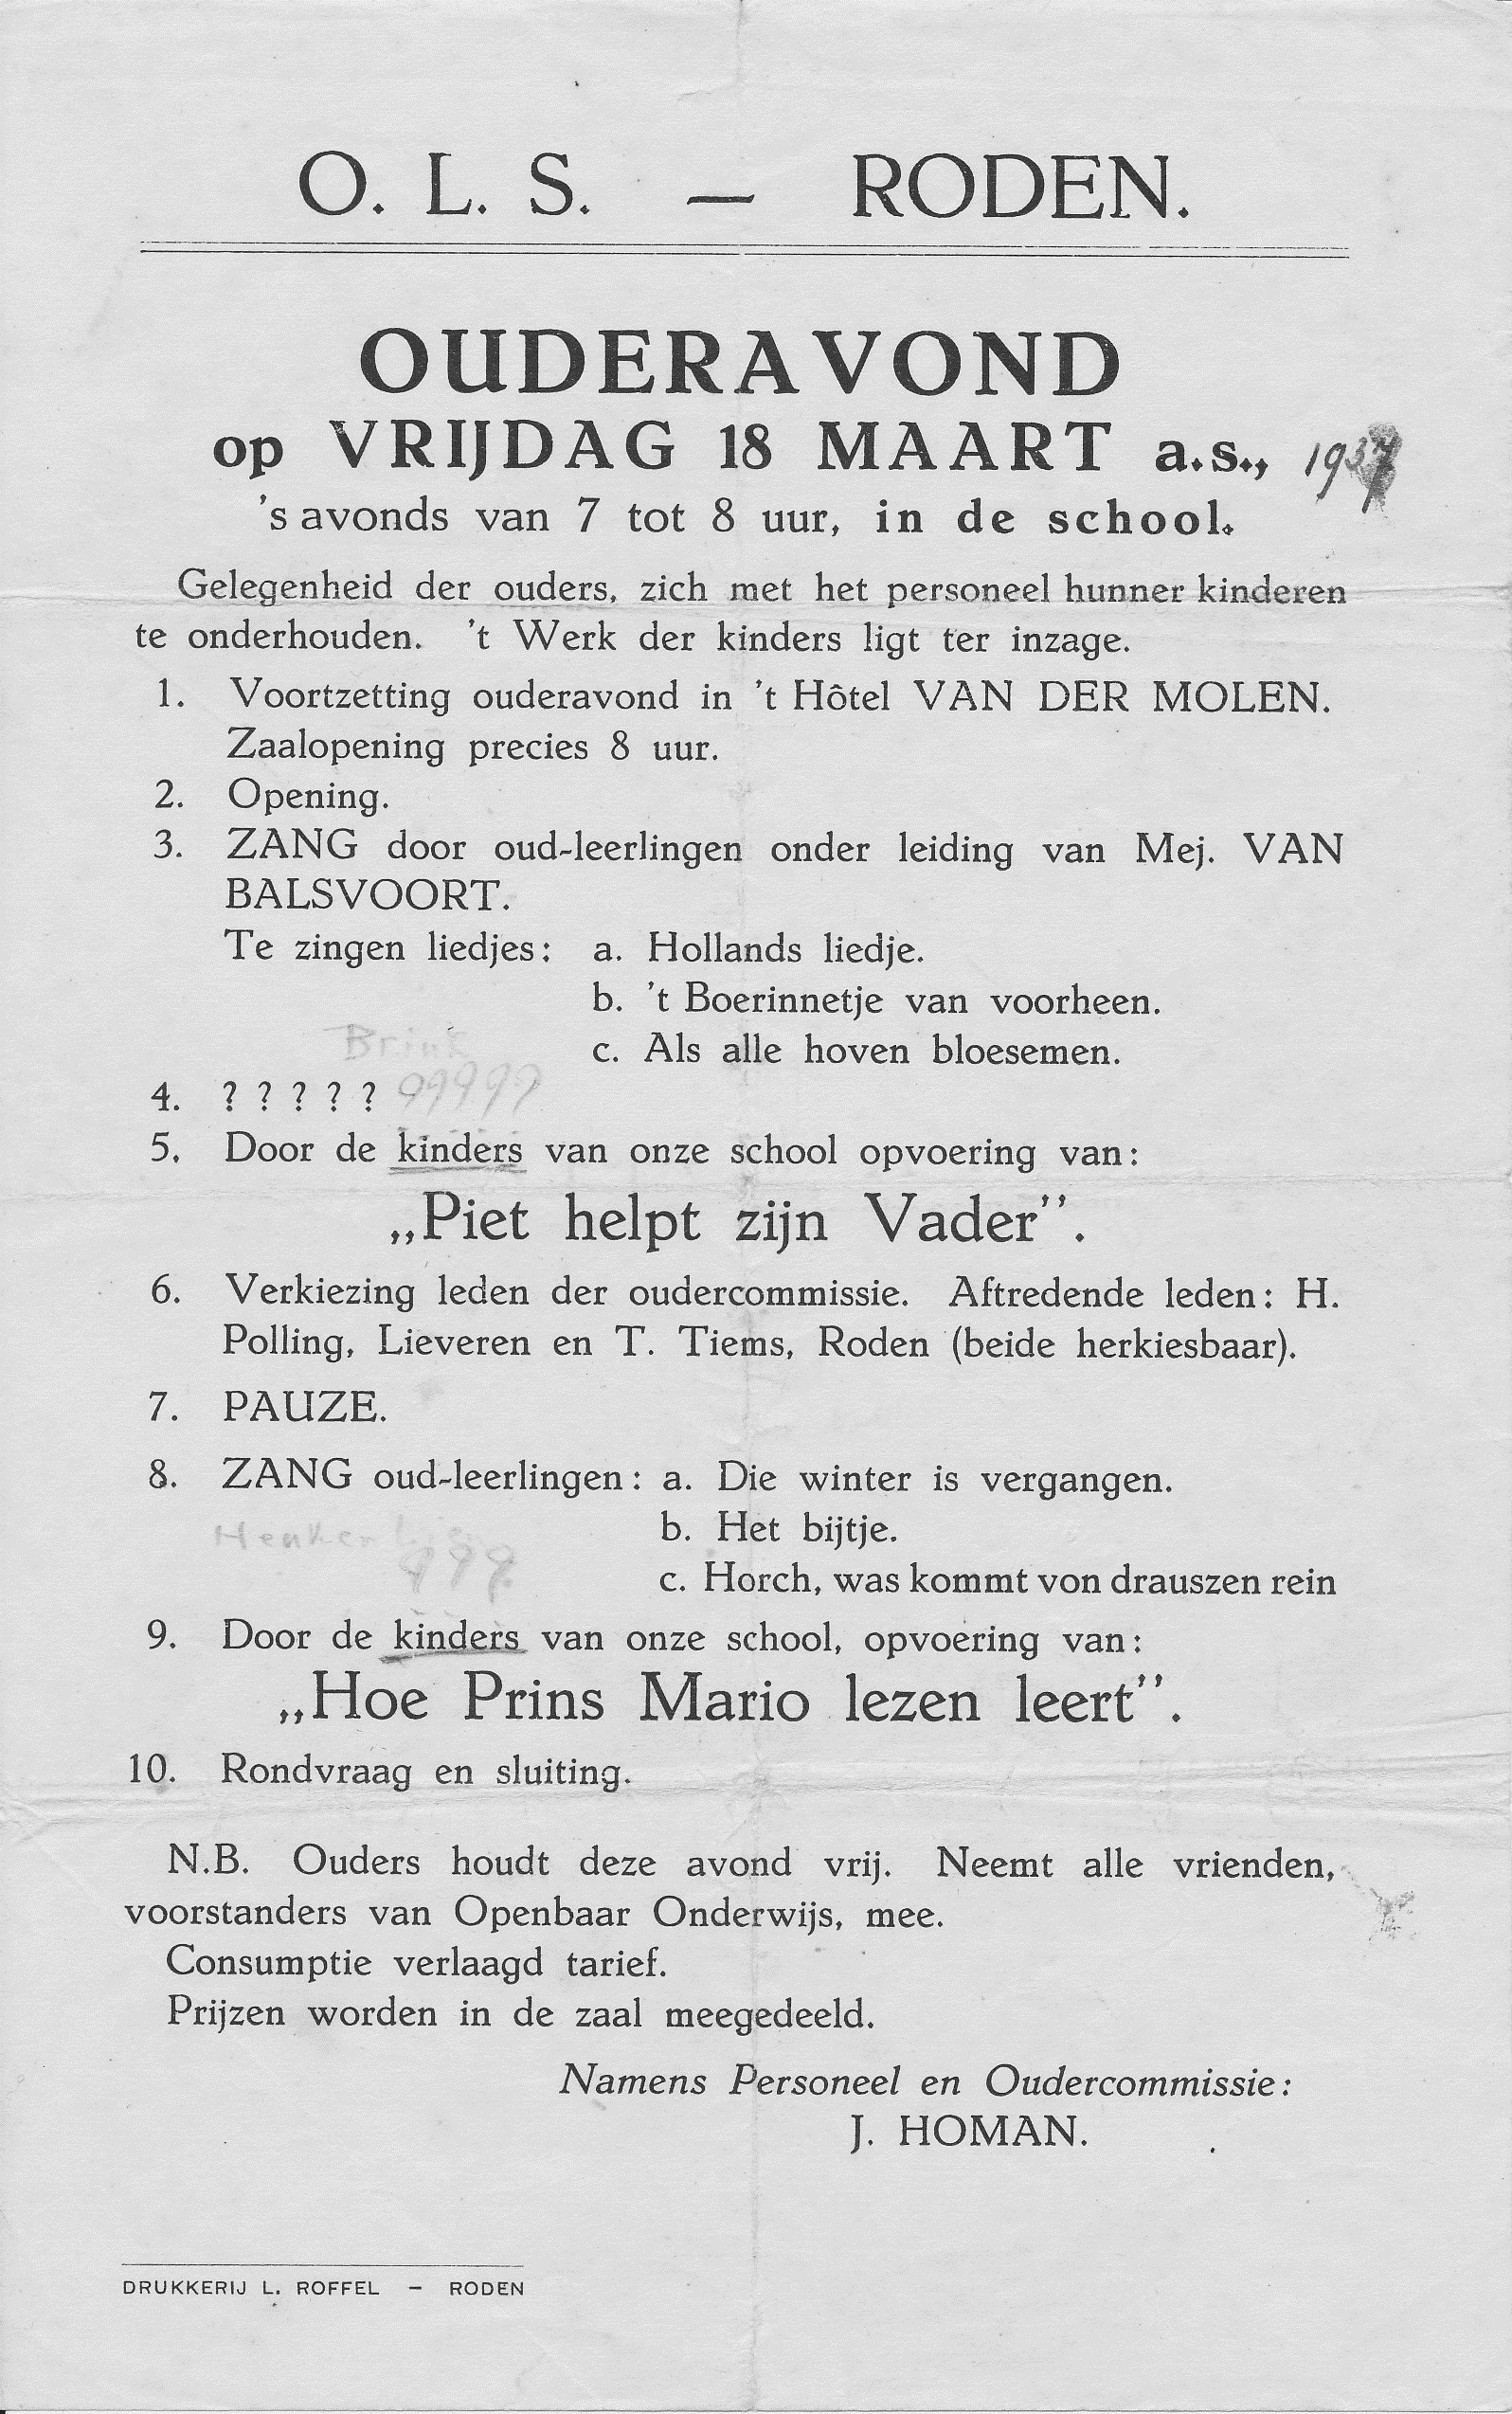 O. L. S. — RODEN.
OUDERAVOND
op VRIJDAG 18 MAART a.s.,
's avonds van 7 tot 8 uur, in de school.
Gelegenheid der ouders, zich met het personeel hunner kinderen
te onderhouden. 't Werk der kinders ligt ter inzage.
1. Voortzetting ouderavond in 't Hôtel VAN DER MOLEN.
Zaalopening precies 8 uur.
2. Opening.
3. ZANG door oud-leerlingen onder leiding van Mej. VAN
BALSVOORT.
Te zingen liedjes: a. Hollands liedje.
b. 't Boerinnetje van voorheen.
Brink
c. Als alle hoven bloesemen.
4. ? ? ? ? ?
5. Door de kinders van onze school opvoering van:
„Piet helpt zijn Vader”.
6. Verkiezing leden der oudercommissie. Aftredende leden: H.
Polling, Lieveren en T. Tiems, Roden (beide herkiesbaar).
7. PAUZE.
8. ZANG oud-leerlingen: a. Die winter is vergangen.
b. Het bijtje.
c. Horch, was kommt von drauszen rein
9. Door de kinders van onze school, opvoering van:
„Hoe Prins Mario lezen leert”.
10. Rondvraag en sluiting.
N.B. Ouders houdt deze avond vrij. Neemt alle vrienden,
voorstanders van Openbaar Onderwijs, mee.
Consumptie verlaagd tarief.
Prijzen worden in de zaal meegedeeld.
Namens Personeel en Oudercommissie:
J. HOMAN.
DRUKKERIJ L. ROFFEL — RODEN